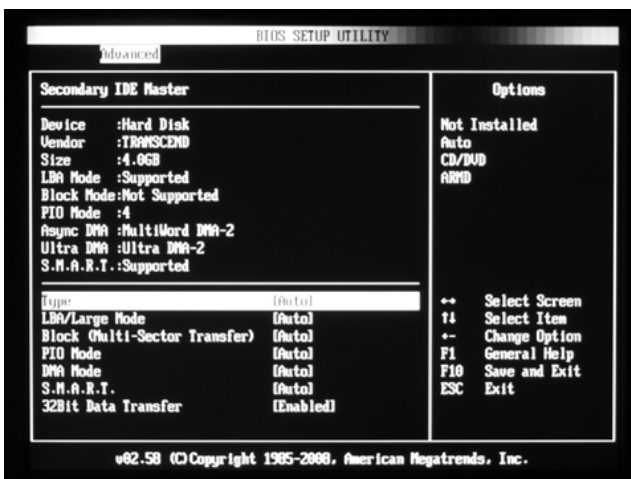 BIOS SETUP UTILITY
Advanced
Secondary IDE Master
Device :Hard Disk
Vendor :TRANSCEND
Size :4.0GB
LBA Mode :Supported
Block Mode:Not Supported
PIO Mode :4
Async DMA :MultiWord DMA-2
Ultra DMA :Ultra DMA-2
S.M.A.R.T.:Supported
Type [Auto]
LBA/Large Mode [Auto]
Block (Multi-Sector Transfer) [Auto]
PIO Mode [Auto]
DMA Mode [Auto]
S.M.A.R.T. [Auto]
32Bit Data Transfer [Enabled]
Options
Not Installed
Auto
CD/DVD
ARMD
↔ Select Screen
↑↓ Select Item
+- Change Option
F1 General Help
F10 Save and Exit
ESC Exit
v02.58 (C)Copyright 1985-2008, American Megatrends, Inc.